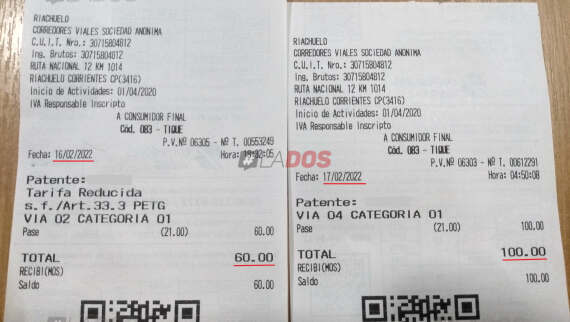 RIACHUELO
CORREDORES VIALES SOCIEDAD ANONIMA
C.U.I.T. Nro.: 30715804812
Ing. Brutos: 30715804812
RUTA NACIONAL 12 KM 1014
RIACHUELO CORRIENTES CP(3416)
Inicio de Actividades: 01/04/2020
IVA Responsable Inscripto
A CONSUMIDOR FINAL
Cód. 083 - TIQUE
P.V.Nº 06305 - Nº T. 00553249
Fecha: 16/02/2022
Hora: 19:32:05
Patente:
Tarifa Reducida
s.f./Art.33.3 PETG
VIA 02 CATEGORIA 01
Pase (21.00) 60.00
TOTAL 60.00
RECIBI(MOS)
Saldo 60.00
RIACHUELO
CORREDORES VIALES SOCIEDAD ANONIMA
C.U.I.T. Nro.: 30715804812
Ing. Brutos: 30715804812
RUTA NACIONAL 12 KM 1014
RIACHUELO CORRIENTES CP(3416)
Inicio de Actividades: 01/04/2020
IVA Responsable Inscripto
A CONSUMIDOR FINAL
Cód. 083 - TIQUE
P.V.Nº 06303 - Nº T. 00612291
Fecha: 17/02/2022
Hora: 04:50:08
Patente:
VIA 04 CATEGORIA 01
Pase (21.00) 100.00
TOTAL 100.00
RECIBI(MOS)
Saldo 100.00
#LADOS